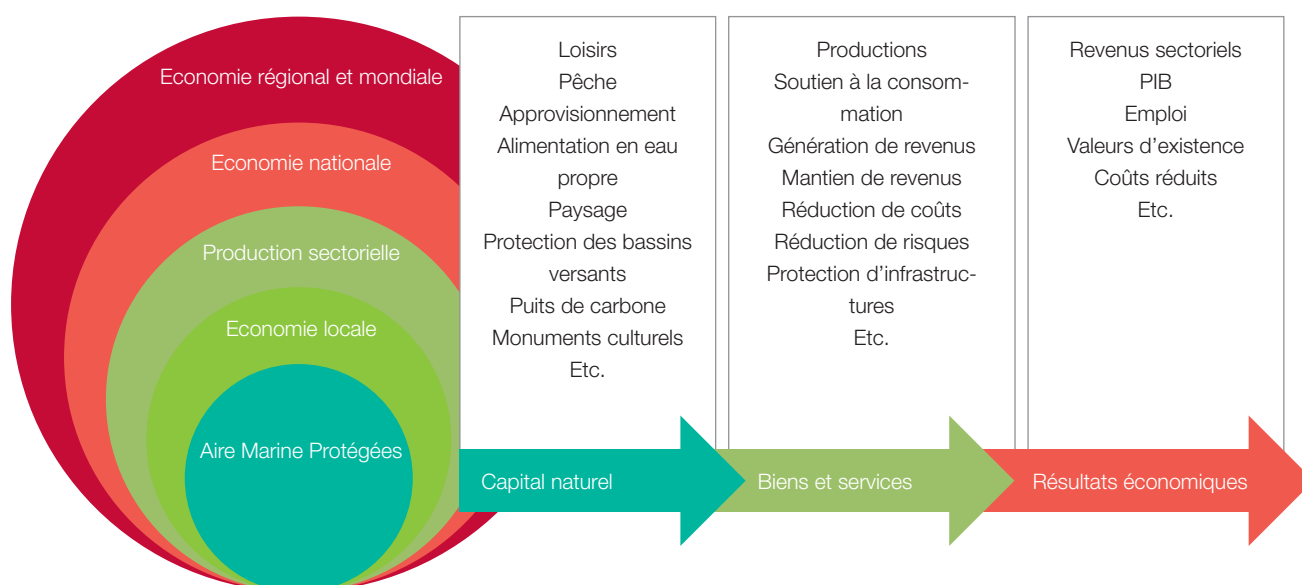 Economie régional et mondiale
Economie nationale
Production sectorielle
Economie locale
Aire Marine Protégées
Loisirs
Pêche
Approvisionnement
Alimentation en eau
propre
Paysage
Protection des bassins
versants
Puits de carbone
Monuments culturels
Etc.
Capital naturel
Productions
Soutien à la consom-
mation
Génération de revenus
Mantien de revenus
Réduction de coûts
Réduction de risques
Protection d'infrastruc-
tures
Etc.
Biens et services
Revenus sectoriels
PIB
Emploi
Valeurs d'existence
Coûts réduits
Etc.
Résultats économiques